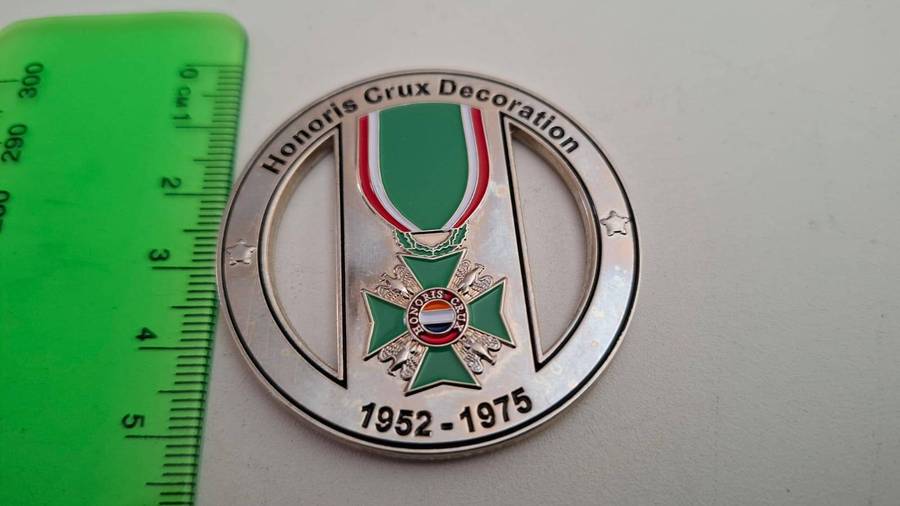 Honoris Crux Decoration
HONORIS CRUX
1952 - 1975
0 CM 1
2
3
4
5
300
290